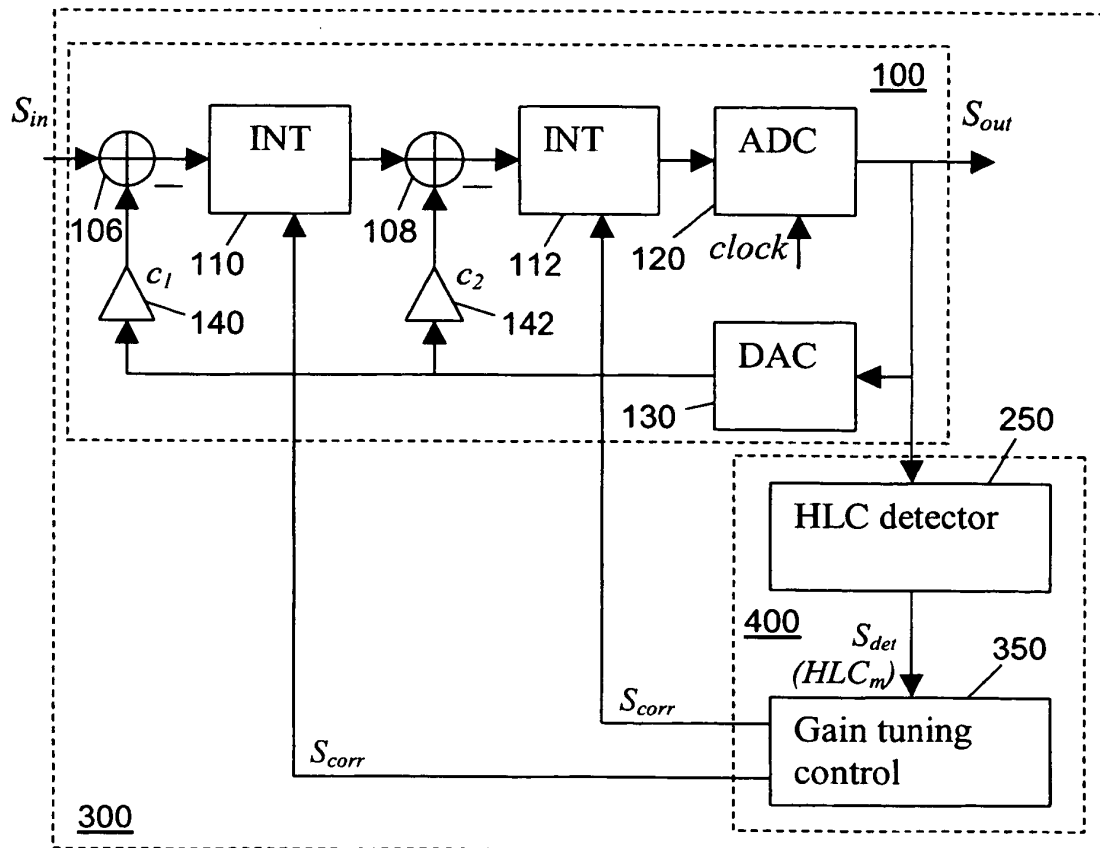 100
S_in
INT
INT
ADC
S_out
106
110
108
112
120
clock
c_1
140
c_2
142
DAC
130
250
HLC detector
400
S_det
(HLC_m)
350
S_corr
Gain tuning
control
S_corr
300